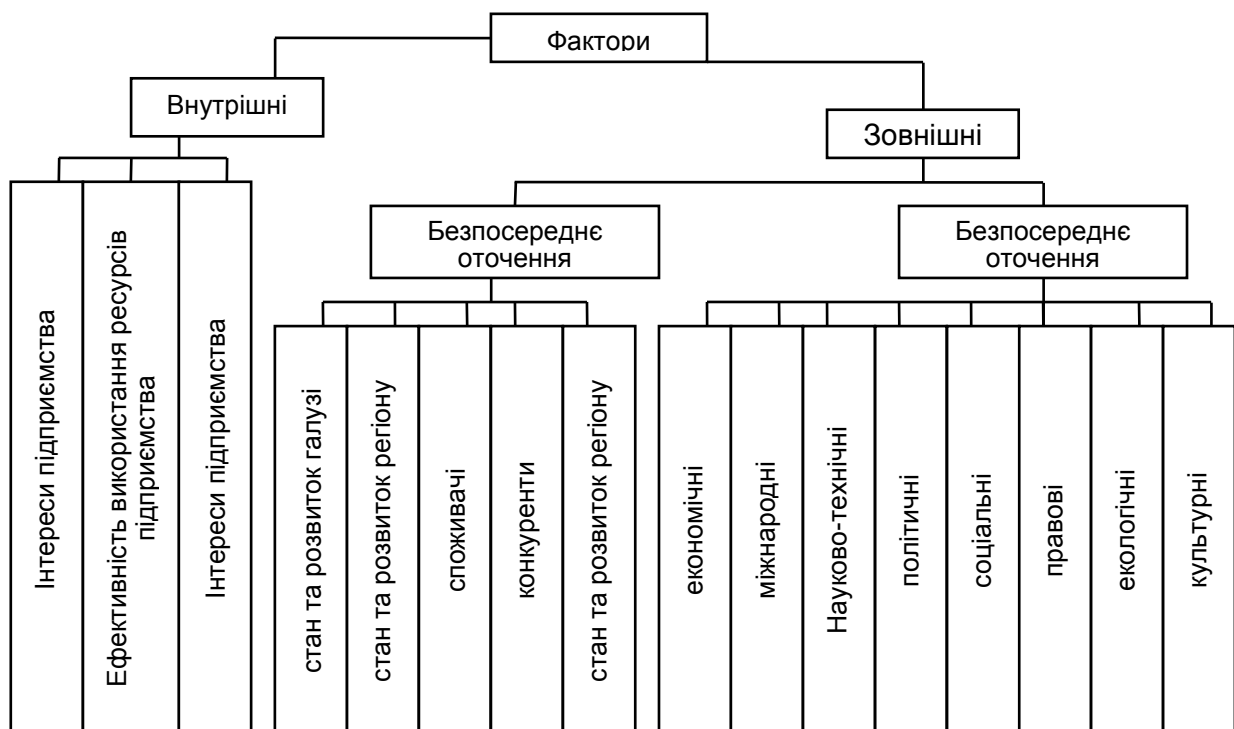 Фактори
Внутрішні
Зовнішні
Безпосереднє
оточення
Безпосереднє
оточення
Інтереси підприємства
Ефективність використання ресурсів
підприємства
Інтереси підприємства
стан та розвиток галузі
стан та розвиток регіону
споживачі
конкуренти
стан та розвиток регіону
економічні
міжнародні
Науково-технічні
політичні
соціальні
правові
екологічні
культурні